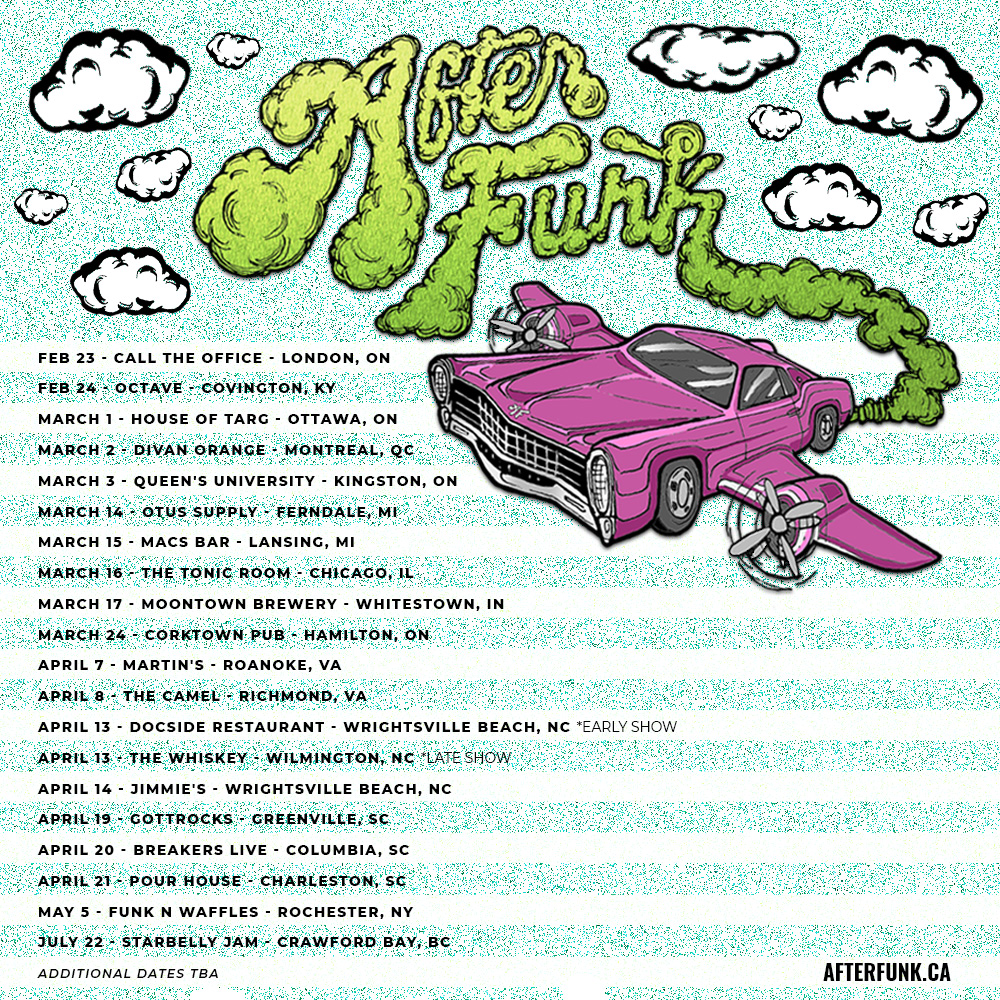 After
Funk
FEB 23 - CALL THE OFFICE - LONDON, ON
FEB 24 - OCTAVE - COVINGTON, KY
MARCH 1 - HOUSE OF TARG - OTTAWA, ON
MARCH 2 - DIVAN ORANGE - MONTREAL, QC
MARCH 3 - QUEEN'S UNIVERSITY - KINGSTON, ON
MARCH 14 - OTUS SUPPLY - FERNDALE, MI
MARCH 15 - MACS BAR - LANSING, MI
MARCH 16 - THE TONIC ROOM - CHICAGO, IL
MARCH 17 - MOONTOWN BREWERY - WHITESTOWN, IN
MARCH 24 - CORKTOWN PUB - HAMILTON, ON
APRIL 7 - MARTIN'S - ROANOKE, VA
APRIL 8 - THE CAMEL - RICHMOND, VA
APRIL 13 - DOCSIDE RESTAURANT - WRIGHTSVILLE BEACH, NC *EARLY SHOW
APRIL 13 - THE WHISKEY - WILMINGTON, NC *LATE SHOW
APRIL 14 - JIMMIE'S - WRIGHTSVILLE BEACH, NC
APRIL 19 - GOTTROCKS - GREENVILLE, SC
APRIL 20 - BREAKERS LIVE - COLUMBIA, SC
APRIL 21 - POUR HOUSE - CHARLESTON, SC
MAY 5 - FUNK N WAFFLES - ROCHESTER, NY
JULY 22 - STARBELLY JAM - CRAWFORD BAY, BC
ADDITIONAL DATES TBA
AFTERFUNK.CA